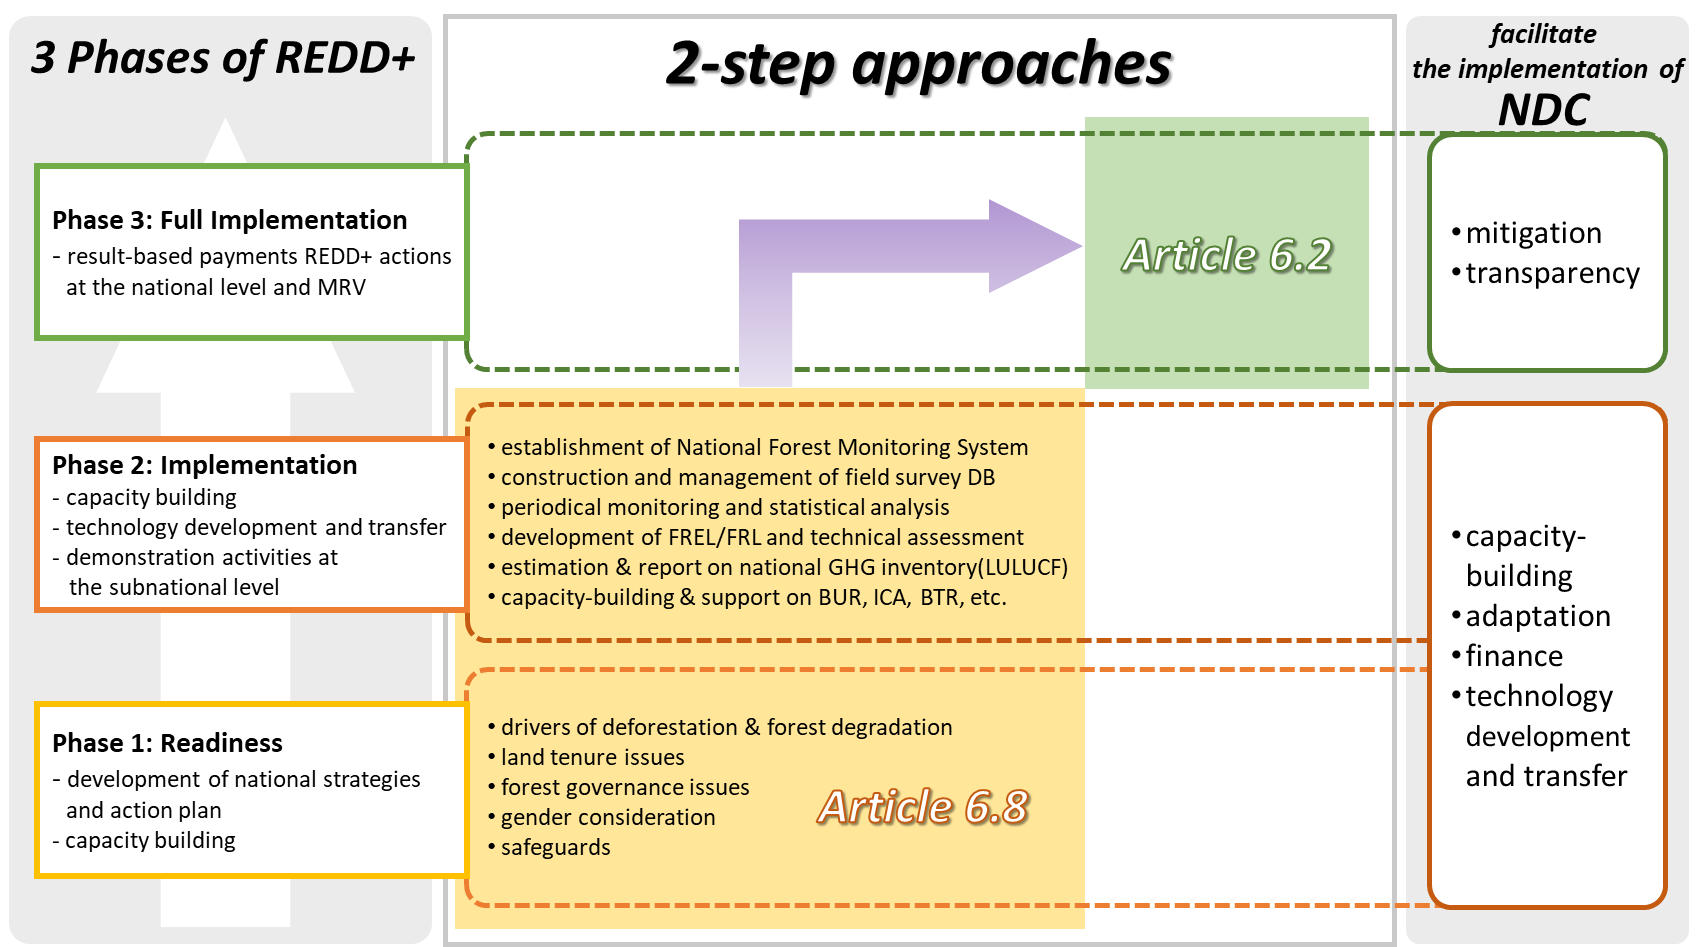 3 Phases of REDD+
Phase 3: Full Implementation
- result-based payments REDD+ actions
at the national level and MRV
Phase 2: Implementation
- capacity building
- technology development and transfer
- demonstration activities at
the subnational level
Phase 1: Readiness
- development of national strategies
and action plan
- capacity building
2-step approaches
Article 6.2
• establishment of National Forest Monitoring System
• construction and management of field survey DB
• periodical monitoring and statistical analysis
• development of FREL/FRL and technical assessment
• estimation & report on national GHG inventory(LULUCF)
• capacity-building & support on BUR, ICA, BTR, etc.
• drivers of deforestation & forest degradation
• land tenure issues
• forest governance issues
• gender consideration
• safeguards
Article 6.8
facilitate
the implementation of
NDC
• mitigation
• transparency
• capacity-
building
• adaptation
• finance
• technology
development
and transfer